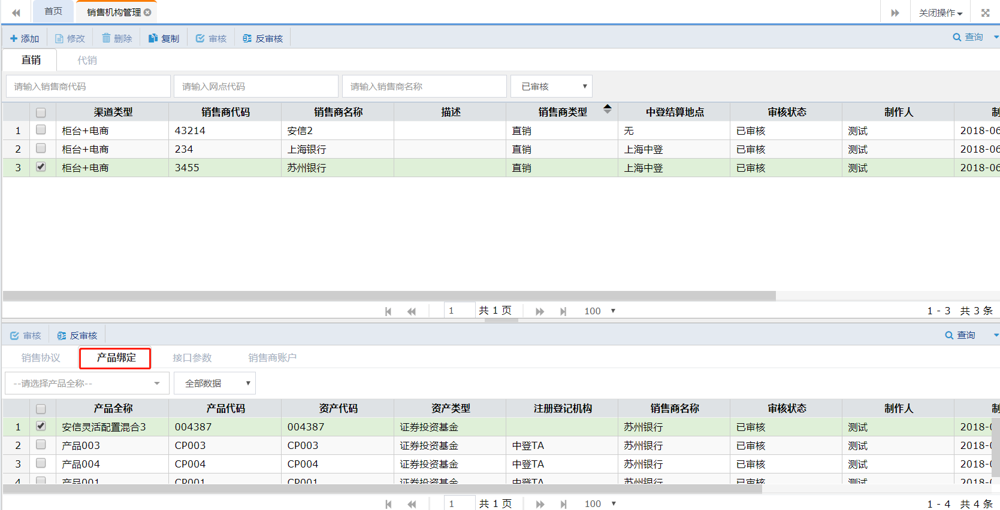 首页 销售机构管理 关闭操作
添加 修改 删除 复制 审核 反审核 查询
直销 代销
请输入销售商代码 请输入网点代码 请输入销售商名称 已审核
渠道类型 销售商代码 销售商名称 描述 销售商类型 中登结算地点 审核状态 制作人 制
1 柜台+电商 43214 安信2 直销 无 已审核 测试 2018-06
2 柜台+电商 234 上海银行 直销 上海中登 已审核 测试 2018-06
3 柜台+电商 3455 苏州银行 直销 上海中登 已审核 测试 2018-06
1 共 1 页 100 1 - 3 共 3 条
审核 反审核 查询
销售协议 产品绑定 接口参数 销售商账户
--请选择产品全称-- 全部数据
产品全称 产品代码 资产代码 资产类型 注册登记机构 销售商名称 审核状态 制作人 制
1 安信灵活配置混合3 004387 004387 证券投资基金 苏州银行 已审核 测试 2018-0
2 产品003 CP003 CP003 证券投资基金 中登TA 苏州银行 已审核 测试 2018-0
3 产品004 CP004 CP004 证券投资基金 中登TA 苏州银行 已审核 测试 2018-0
4 产品001 CP001 CP001 证券投资基金 中登TA 苏州银行 已审核 测试 2018-0
1 共 1 页 100 1 - 4 共 4 条